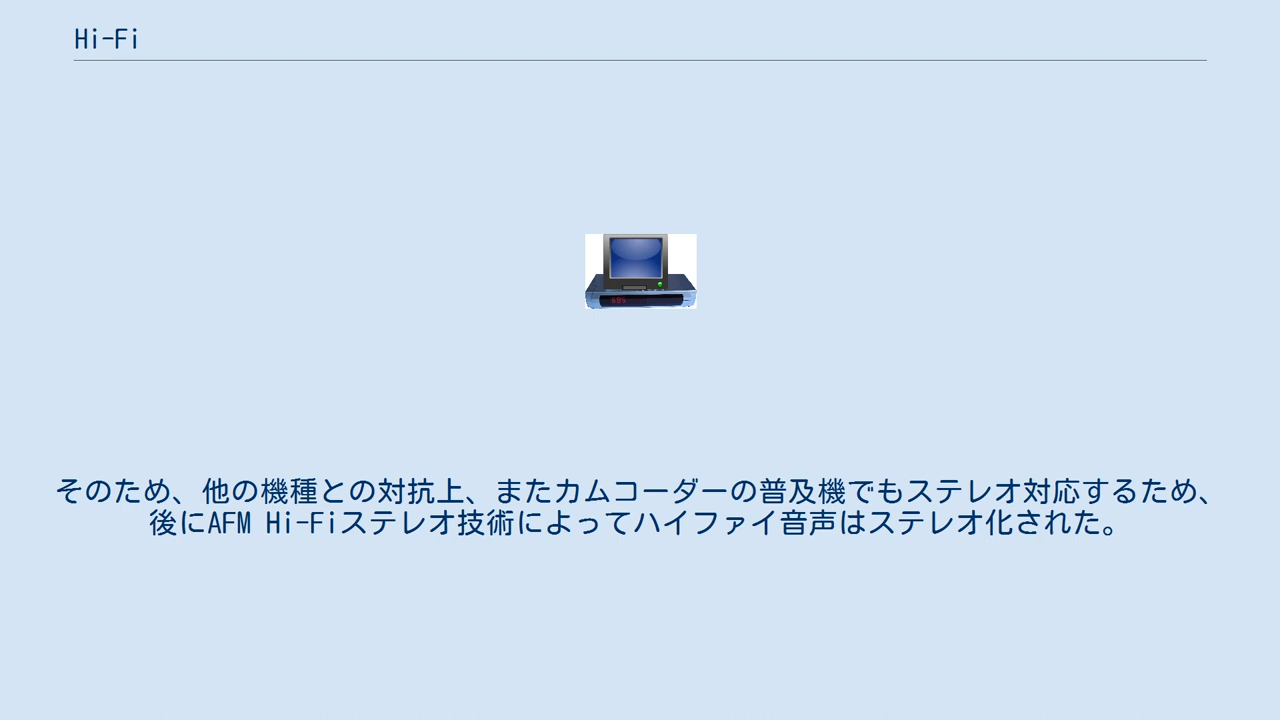 Hi-Fi
そのため、他の機種との対抗上、またカムコーダーの普及機でもステレオ対応するため、
後にAFM Hi-Fiステレオ技術によってハイファイ音声はステレオ化された。